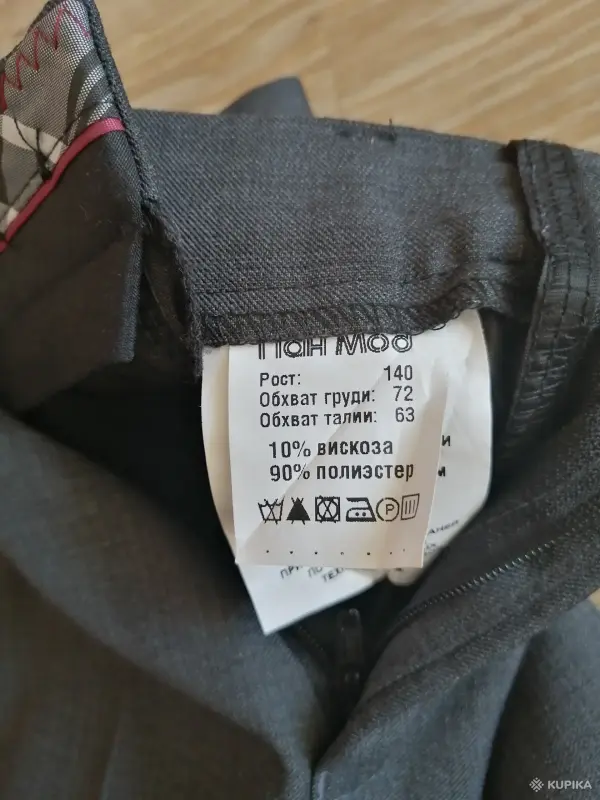 Пан Мод
Рост: 140
Обхват груди: 72
Обхват талии: 63
10% вискоза
90% полиэстер
P
KUPIKA